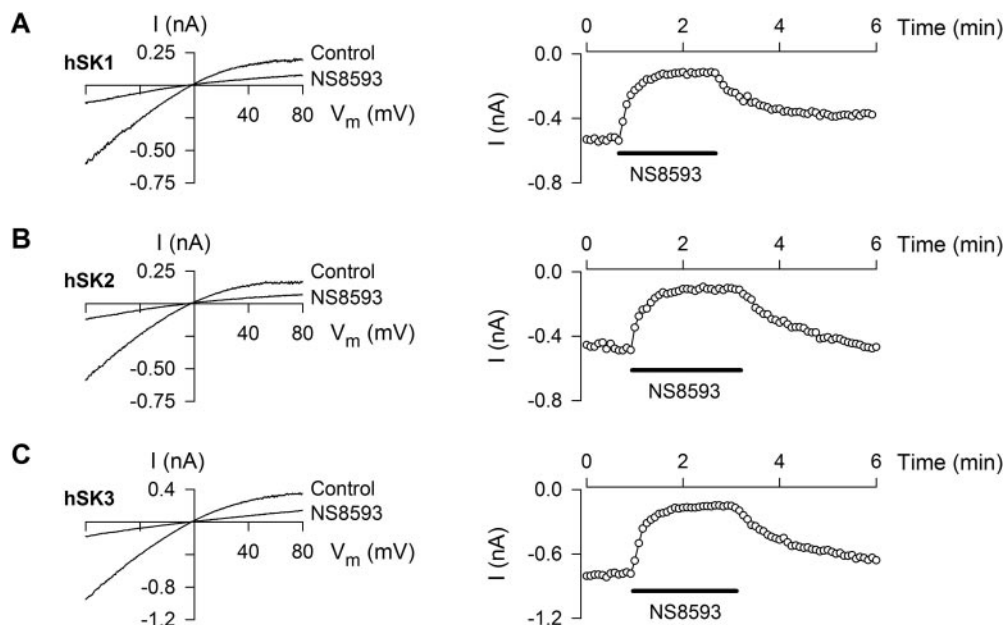 A
I (nA)
hSK1
0.25
Control
NS8593
40 80 V_m (mV)
-0.50
-0.75
0 2 4 6 Time (min)
0.0
-0.4
-0.8
I (nA)
NS8593
B
I (nA)
hSK2
0.25
Control
NS8593
40 80 V_m (mV)
-0.50
-0.75
0 2 4 6 Time (min)
0.0
-0.4
-0.8
I (nA)
NS8593
C
I (nA)
hSK3
0.4
Control
NS8593
40 80 V_m (mV)
-0.8
-1.2
0 2 4 6 Time (min)
0.0
-0.6
-1.2
I (nA)
NS8593